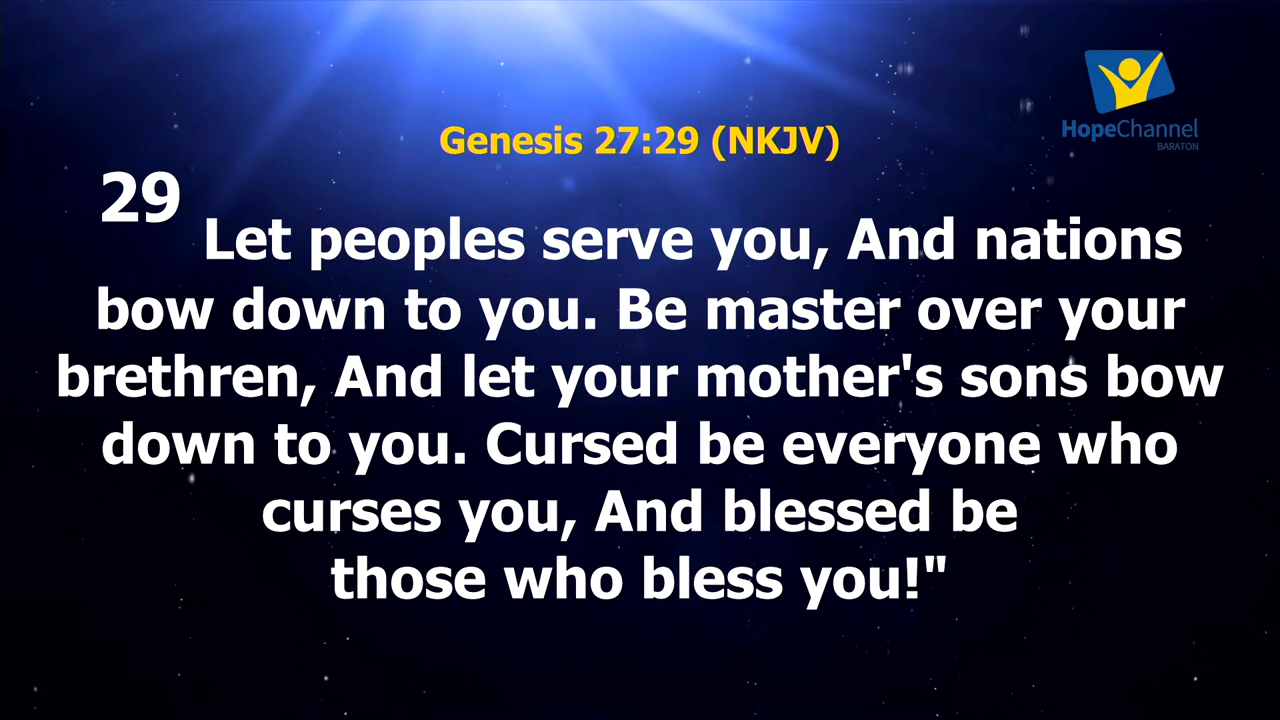 HopeChannel
BARATON
Genesis 27:29 (NKJV)
29 Let peoples serve you, And nations
bow down to you. Be master over your
brethren, And let your mother's sons bow
down to you. Cursed be everyone who
curses you, And blessed be
those who bless you!"